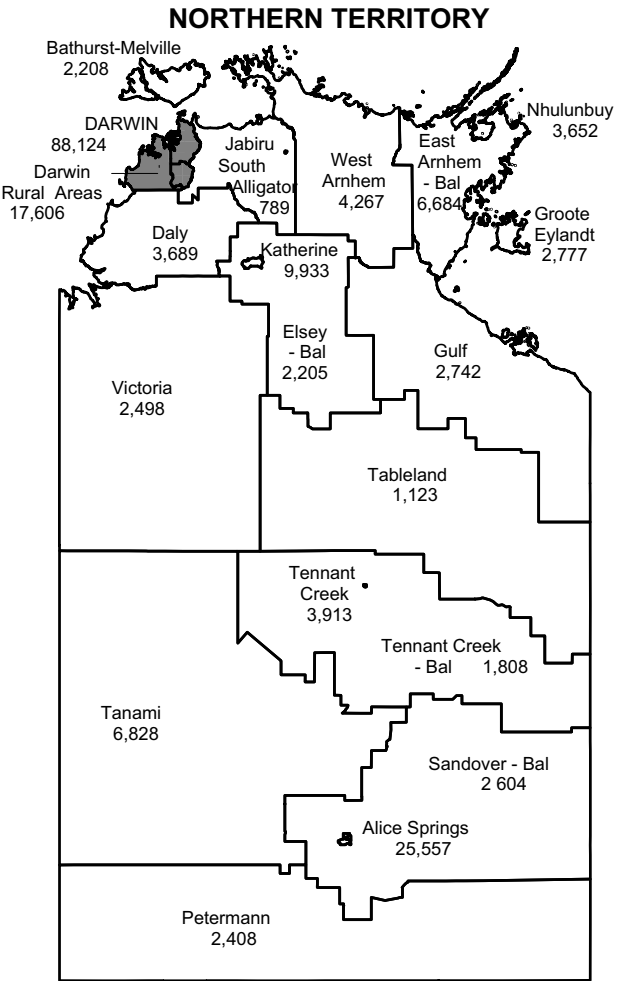 NORTHERN TERRITORY
Bathurst-Melville
2,208
DARWIN
88,124
Darwin
Rural Areas
17,606
Jabiru
South
Alligator
789
West
Arnhem
4,267
East
Arnhem
- Bal
6,684
Nhulunbuy
3,652
Groote
Eylandt
2,777
Daly
3,689
Katherine
9,933
Elsey
- Bal
2,205
Gulf
2,742
Victoria
2,498
Tableland
1,123
Tennant
Creek
3,913
Tennant Creek
- Bal 1,808
Tanami
6,828
Sandover - Bal
2 604
Alice Springs
25,557
Petermann
2,408